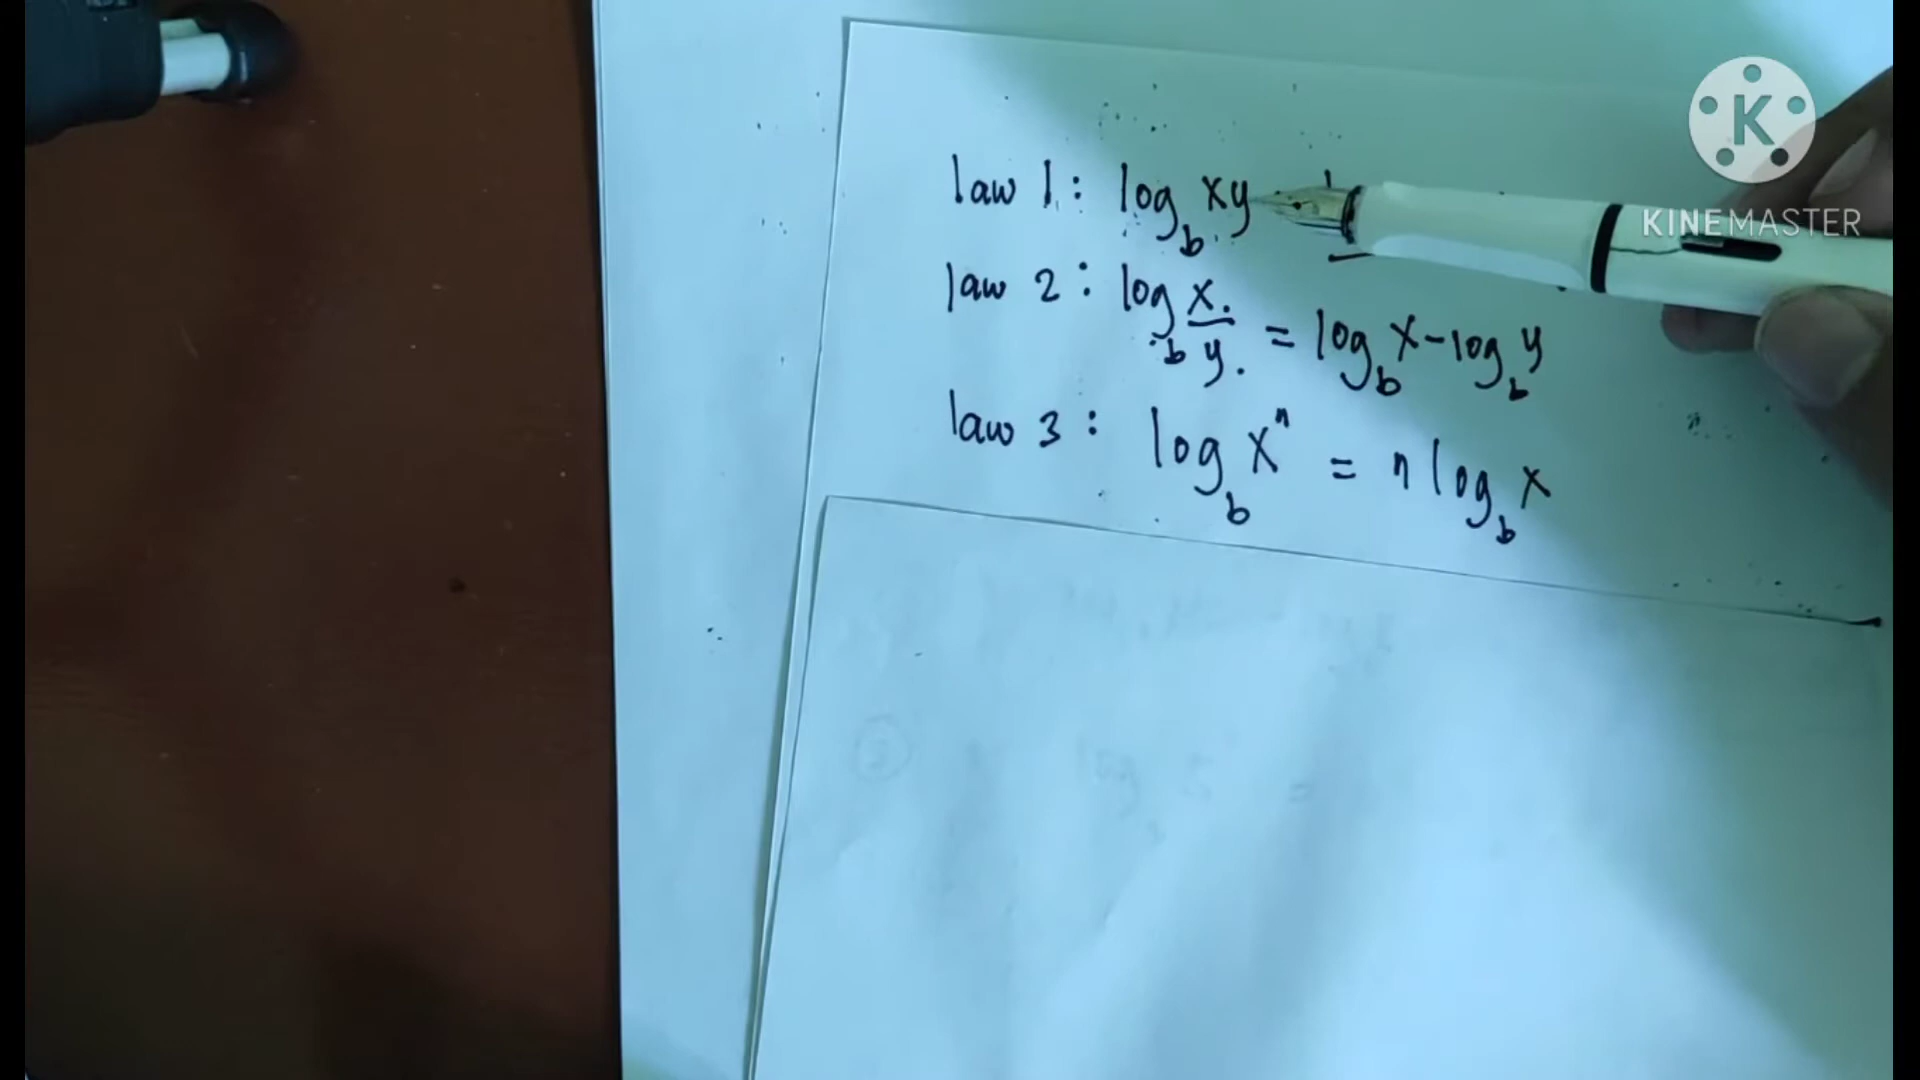 law 1: log_b xy
law 2: log_b x/y = log_b x - log_b y
law 3: log_b x^n = n log_b x
K
KINEMASTER